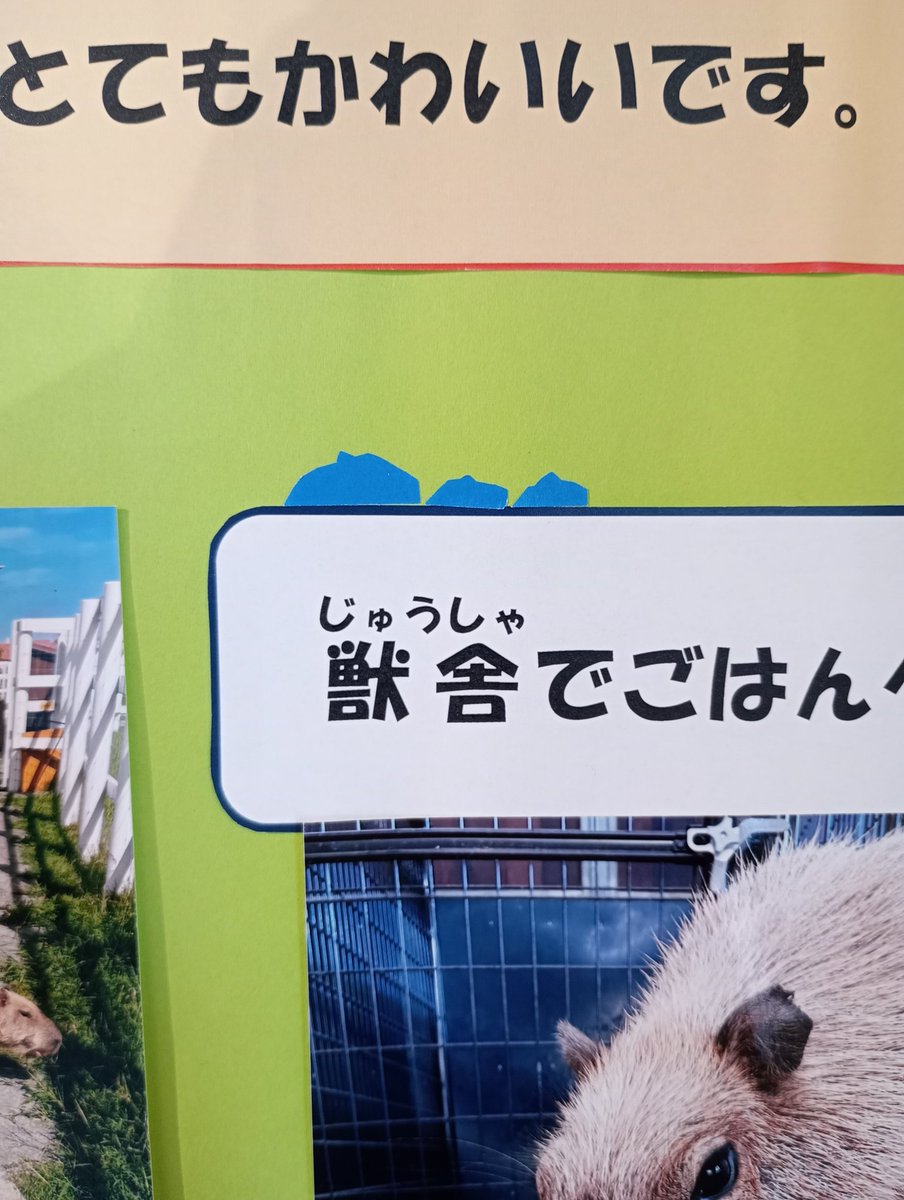 とてもかわいいです。
じゅうしゃ
獣舎でごはん